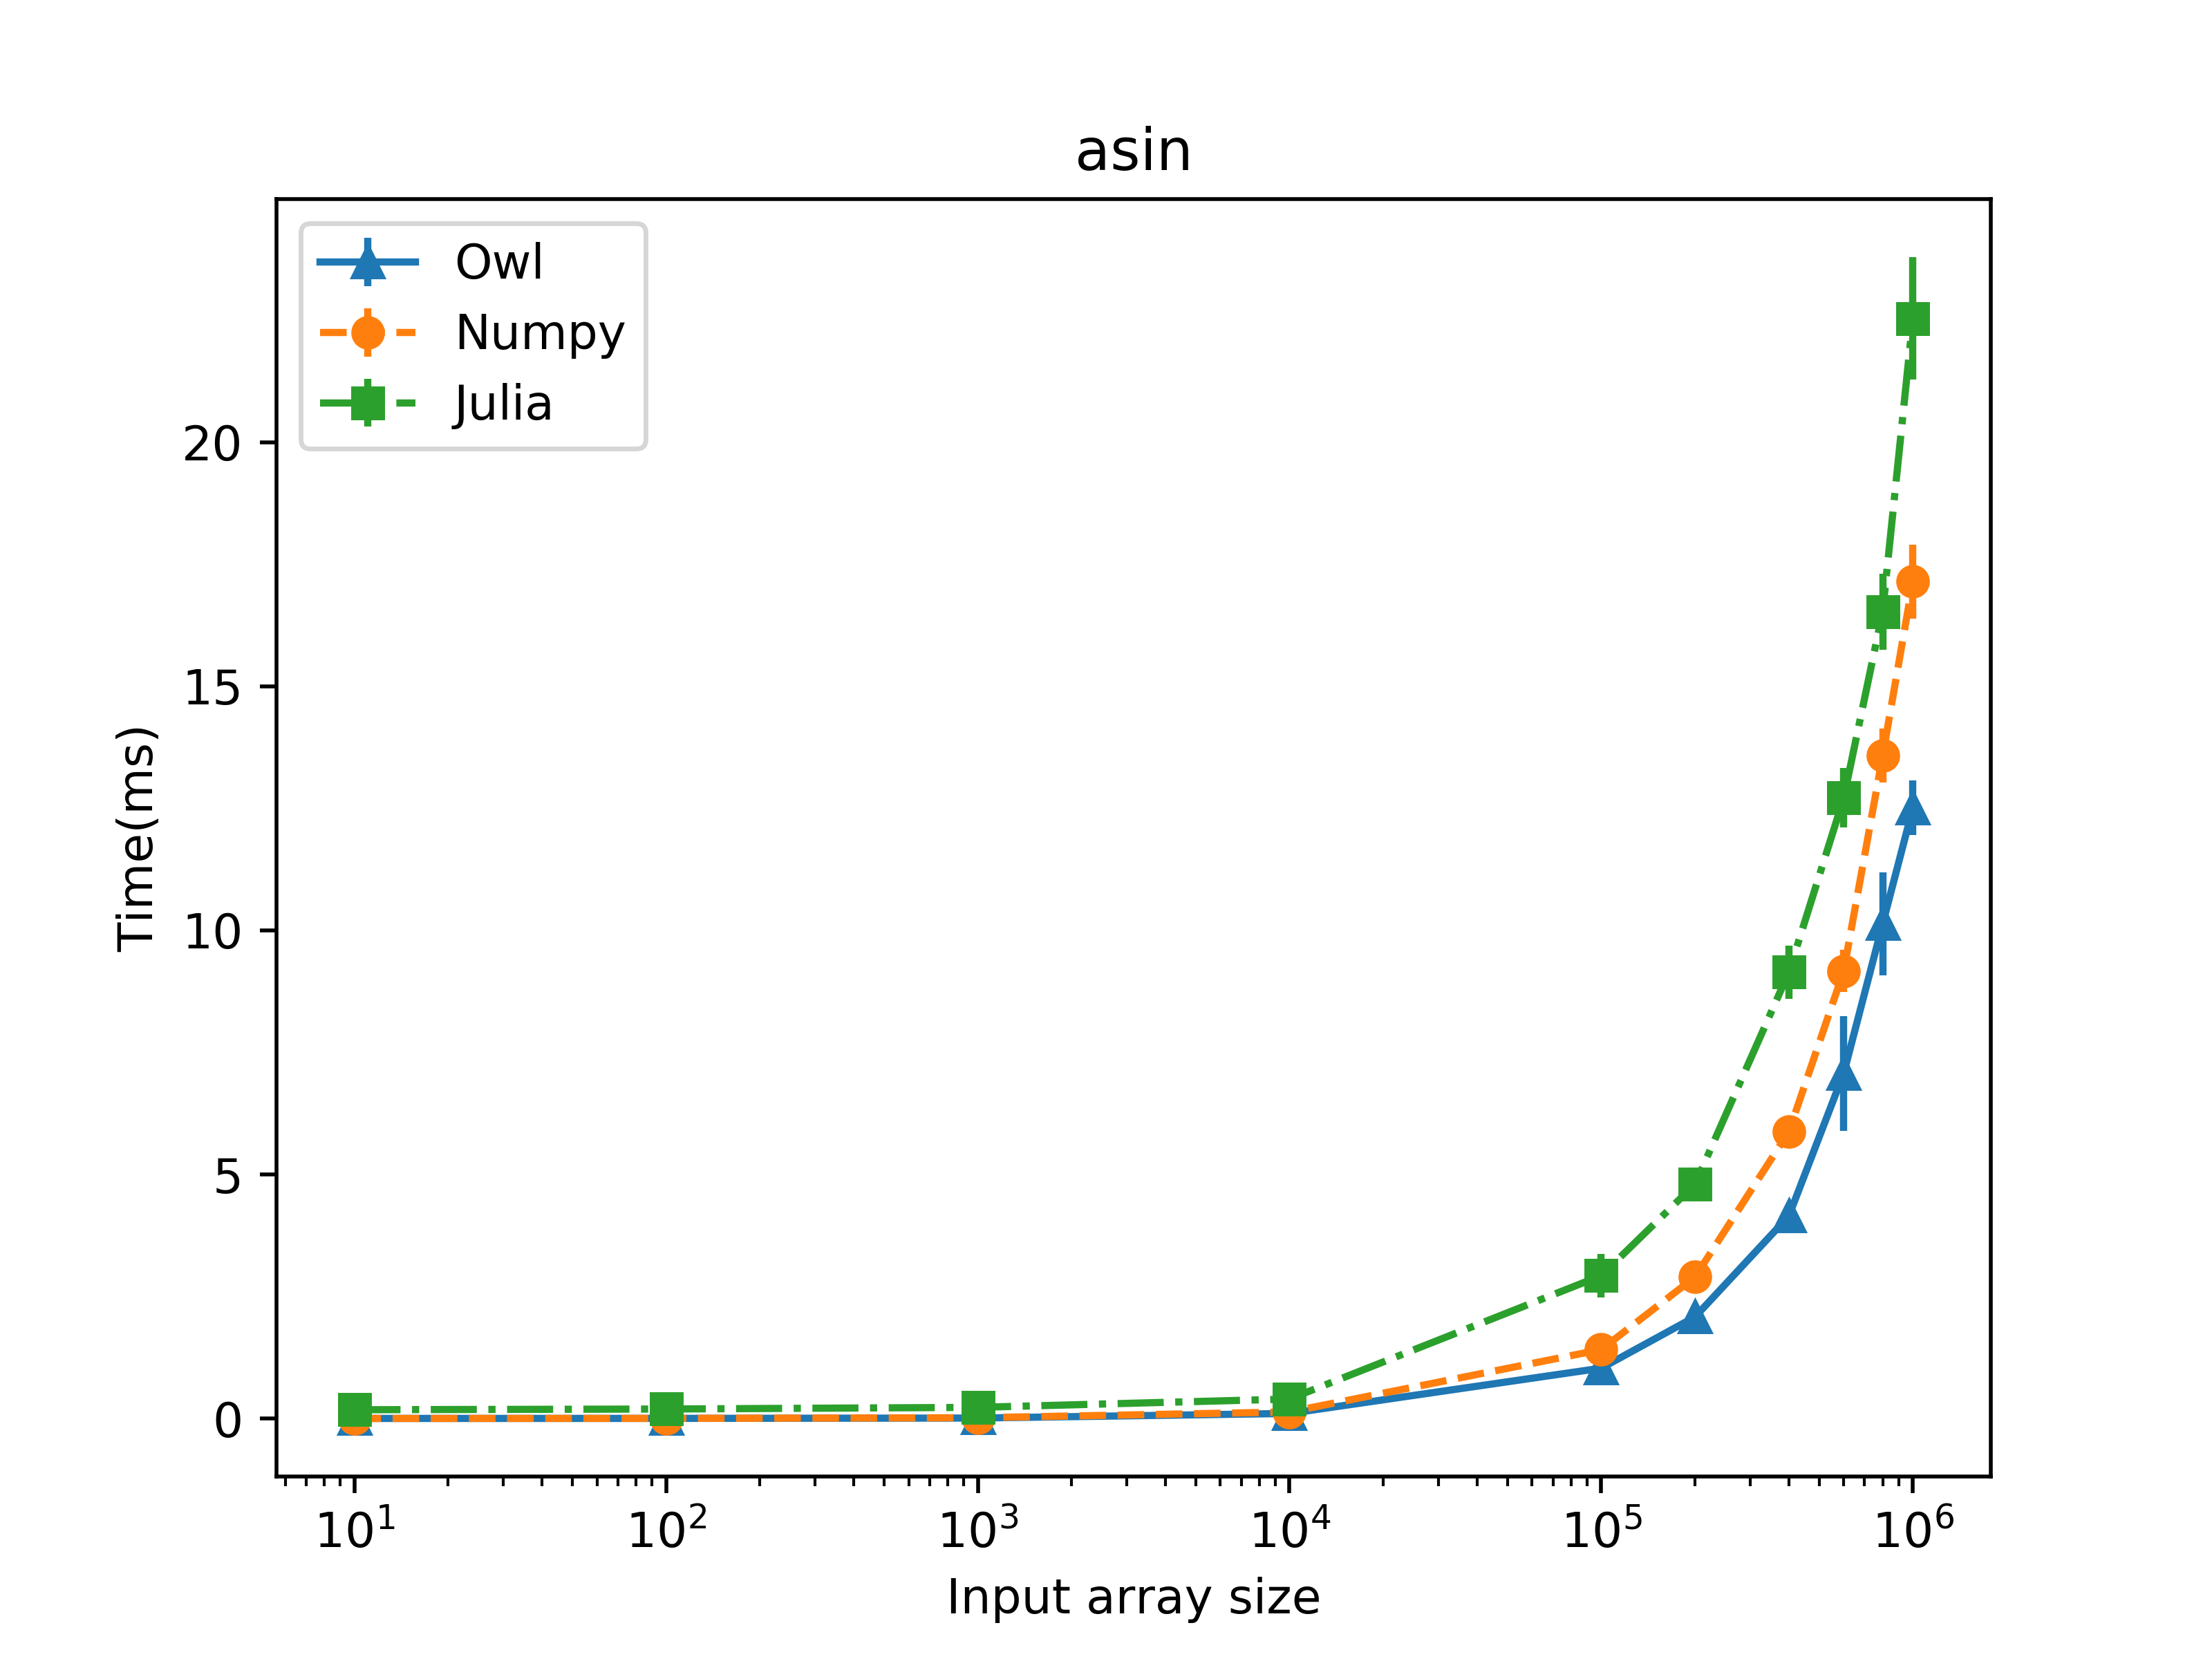 asin
Owl
Numpy
Julia
Time(ms)
20
15
10
5
0
10¹ 10² 10³ 10⁴ 10⁵ 10⁶
Input array size